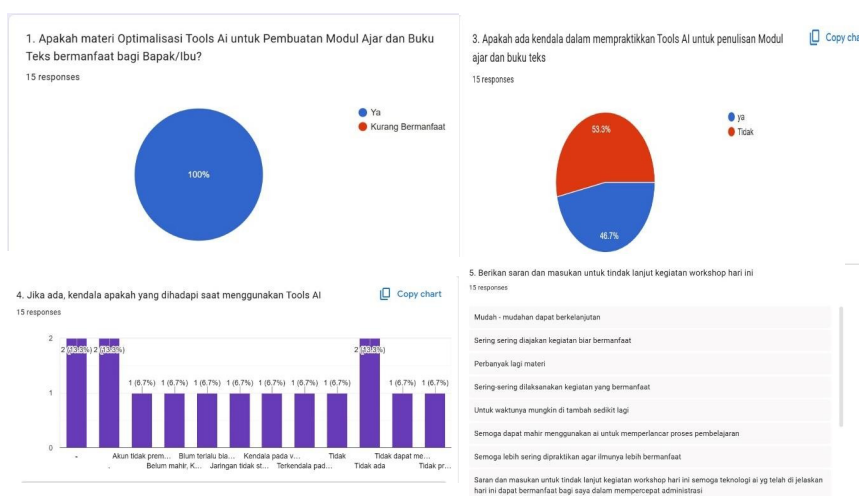 1. Apakah materi Optimalisasi Tools Ai untuk Pembuatan Modul Ajar dan Buku
Teks bermanfaat bagi Bapak/Ibu?
15 responses
Ya
Kurang Bermanfaat
100%
3. Apakah ada kendala dalam mempraktikkan Tools AI untuk penulisan Modul
ajar dan buku teks
Copy cha
15 responses
ya
Tidak
53.3%
46.7%
4. Jika ada, kendala apakah yang dihadapi saat menggunakan Tools AI
Copy chart
15 responses
2
1
0
2 (13.3%) 2 (13.3%) 1 (6.7%) 1 (6.7%) 1 (6.7%) 1 (6.7%) 1 (6.7%) 1 (6.7%) 1 (6.7%) 2 (13.3%) 1 (6.7%) 1 (6.7%)
- Akun tidak prem… Blum terlalu bia… Kendala pada v… Tidak Tidak dapat me…
. Belum mahir, K… Jaringan tidak st… Terkendala pad… Tidak ada Tidak pr…
5. Berikan saran dan masukan untuk tindak lanjut kegiatan workshop hari ini
15 responses
Mudah - mudahan dapat berkelanjutan
Sering sering diajakan kegiatan biar bermanfaat
Perbanyak lagi materi
Sering-sering dilaksanakan kegiatan yang bermanfaat
Untuk waktunya mungkin di tambah sedikit lagi
Semoga dapat mahir menggunakan ai untuk memperlancar proses pembelajaran
Semoga lebih sering dipraktikan agar ilmunya lebih bermanfaat
Saran dan masukan untuk tindak lanjut kegiatan workshop hari ini semoga teknologi ai yg telah di jelaskan
hari ini dapat bermanfaat bagi saya dalam mempercepat administrasi